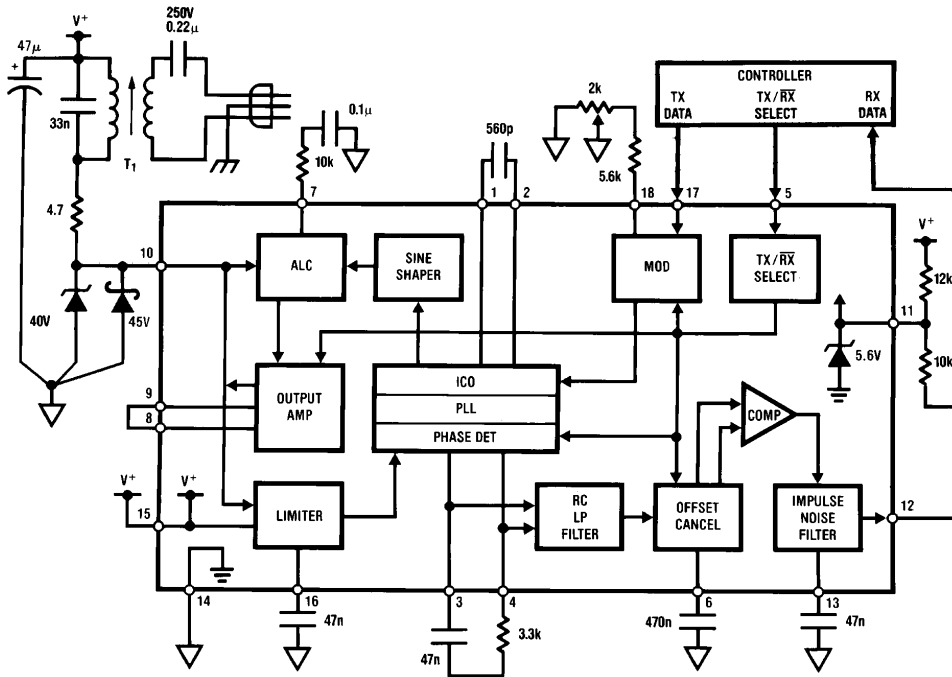 V+
47µ
+
250V
0.22µ
33n
T1
4.7
0.1µ
10k
560p
2k
5.6k
CONTROLLER
TX DATA
TX/R̅X̅ SELECT
RX DATA
7
1
2
18
17
5
10
ALC
SINE SHAPER
MOD
TX/R̅X̅ SELECT
V+
12k
11
10k
5.6V
40V
45V
9
8
OUTPUT AMP
ICO
PLL
PHASE DET
COMP
V+
V+
15
LIMITER
RC LP FILTER
OFFSET CANCEL
IMPULSE NOISE FILTER
12
14
16
47n
3
47n
4
3.3k
6
470n
13
47n